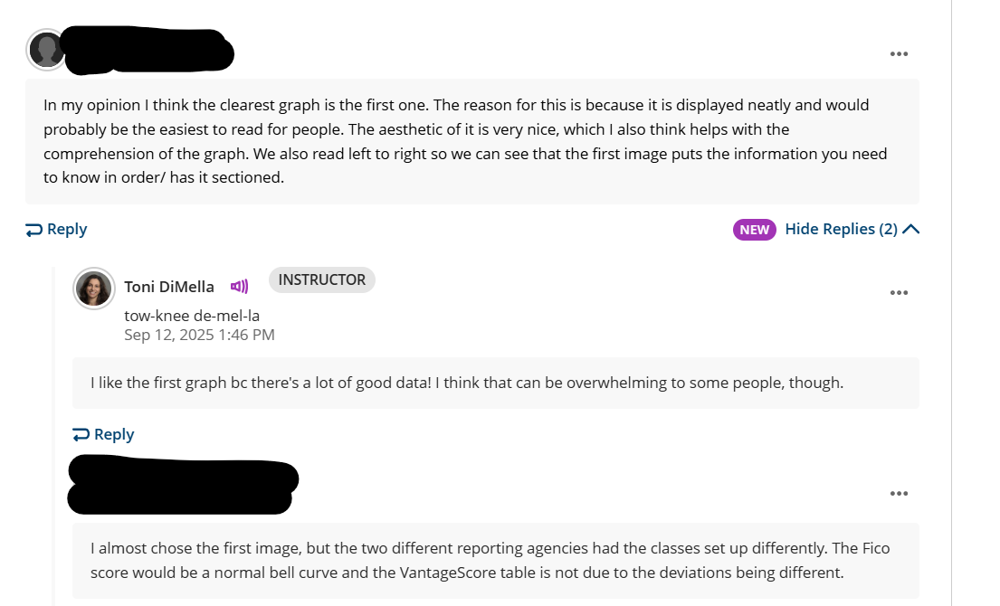 In my opinion I think the clearest graph is the first one. The reason for this is because it is displayed neatly and would
probably be the easiest to read for people. The aesthetic of it is very nice, which I also think helps with the
comprehension of the graph. We also read left to right so we can see that the first image puts the information you need
to know in order/ has it sectioned.
Reply
NEW Hide Replies (2)
Toni DiMella INSTRUCTOR
tow-knee de-mel-la
Sep 12, 2025 1:46 PM
I like the first graph bc there's a lot of good data! I think that can be overwhelming to some people, though.
Reply
I almost chose the first image, but the two different reporting agencies had the classes set up differently. The Fico
score would be a normal bell curve and the VantageScore table is not due to the deviations being different.